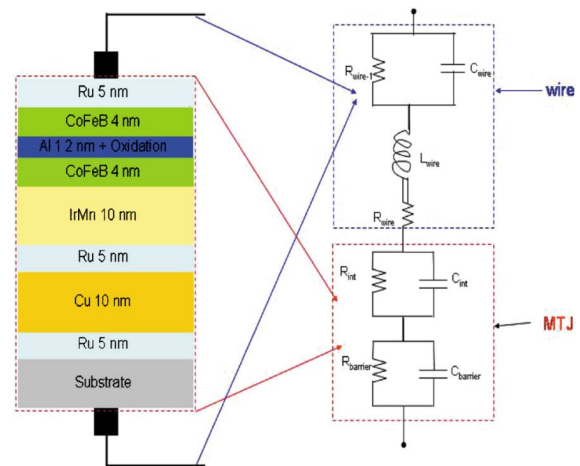 Ru 5 nm
CoFeB 4 nm
Al 1 2 nm + Oxidation
CoFeB 4 nm
IrMn 10 nm
Ru 5 nm
Cu 10 nm
Ru 5 nm
Substrate
Rwire-1
Cwire
wire
Lwire
Rwire
Rint
Cint
MTJ
Rbarrier
Cbarrier